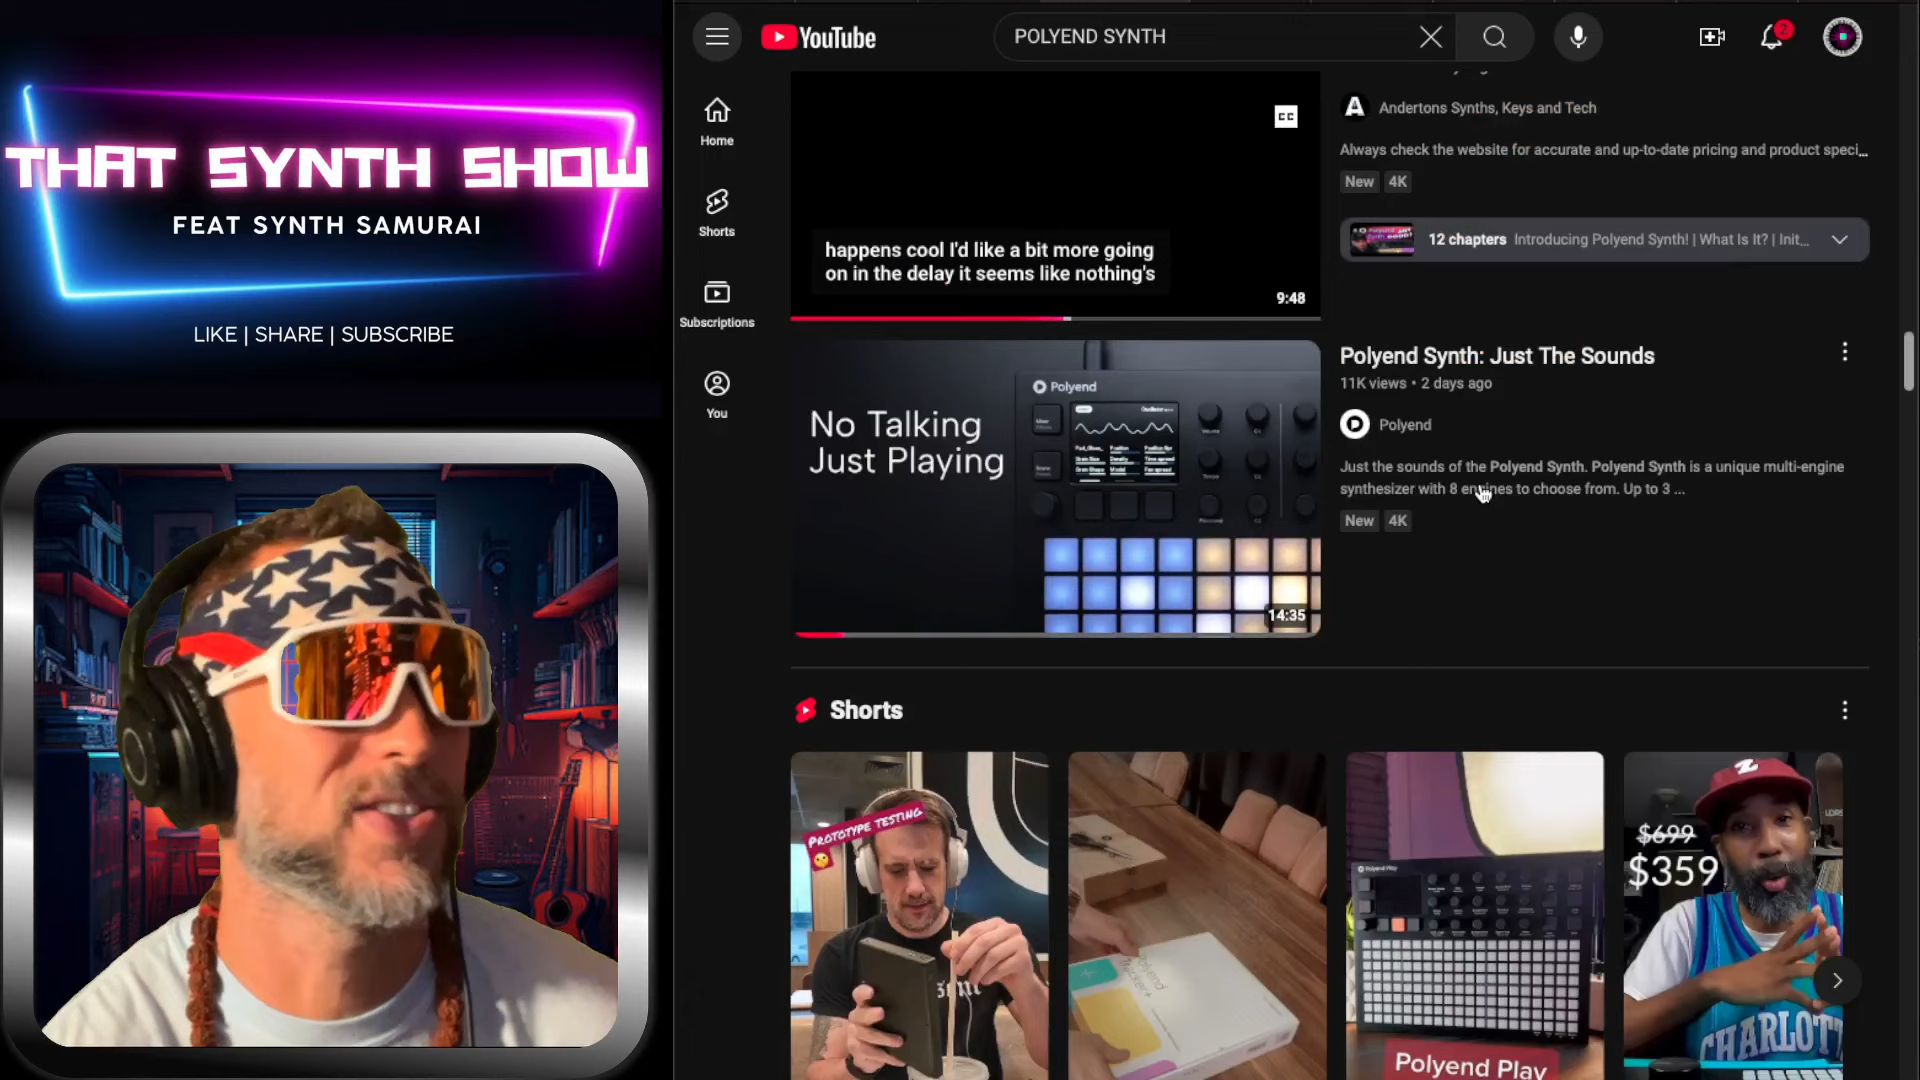 THAT SYNTH SHOW
FEAT SYNTH SAMURAI
LIKE | SHARE | SUBSCRIBE
YouTube
POLYEND SYNTH
2
Home
Shorts
Subscriptions
You
CC
happens cool I'd like a bit more going
on in the delay it seems like nothing's
9:48
Andertons Synths, Keys and Tech
Always check the website for accurate and up-to-date pricing and product speci...
New 4K
12 chapters Introducing Polyend Synth! | What Is It? | Init...
Polyend
No Talking
Just Playing
14:35
Polyend Synth: Just The Sounds
11K views • 2 days ago
Polyend
Just the sounds of the Polyend Synth. Polyend Synth is a unique multi-engine
synthesizer with 8 engines to choose from. Up to 3 ...
New 4K
Shorts
PROTOTYPE TESTING
Polyend Play
Polyend Play
$699
$359